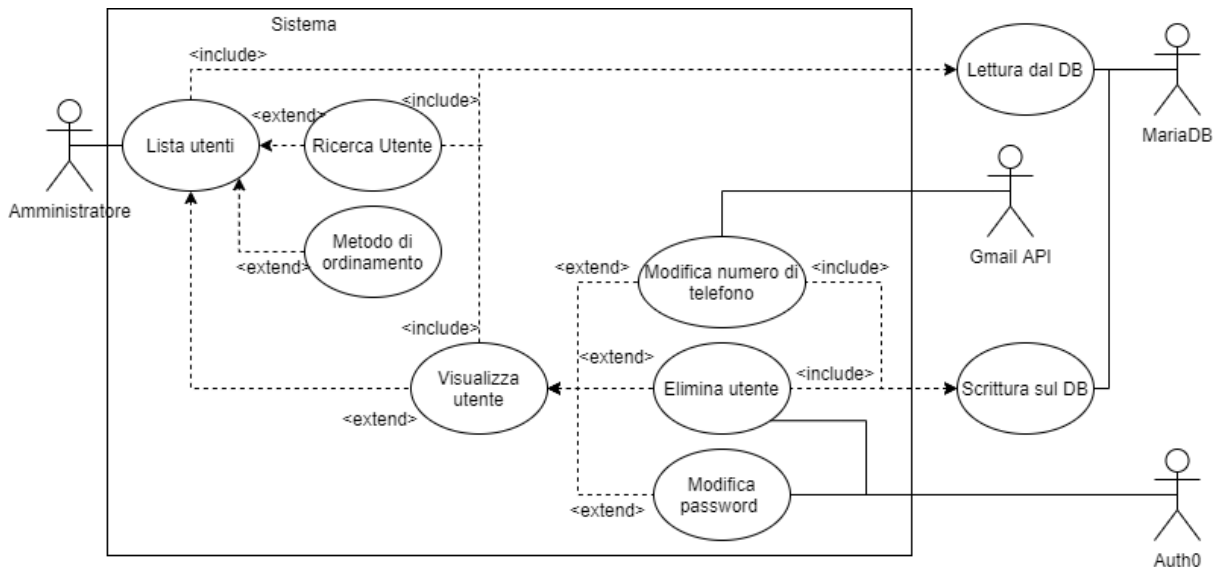 Sistema
<include>
Lettura dal DB
MariaDB
<include>
<extend>
Lista utenti
Ricerca Utente
Amministratore
Metodo di
ordinamento
<extend>
Gmail API
<extend>
Modifica numero di
telefono
<include>
<include>
Visualizza
utente
<extend>
<extend>
Elimina utente
<include>
Scrittura sul DB
Modifica
password
<extend>
Auth0